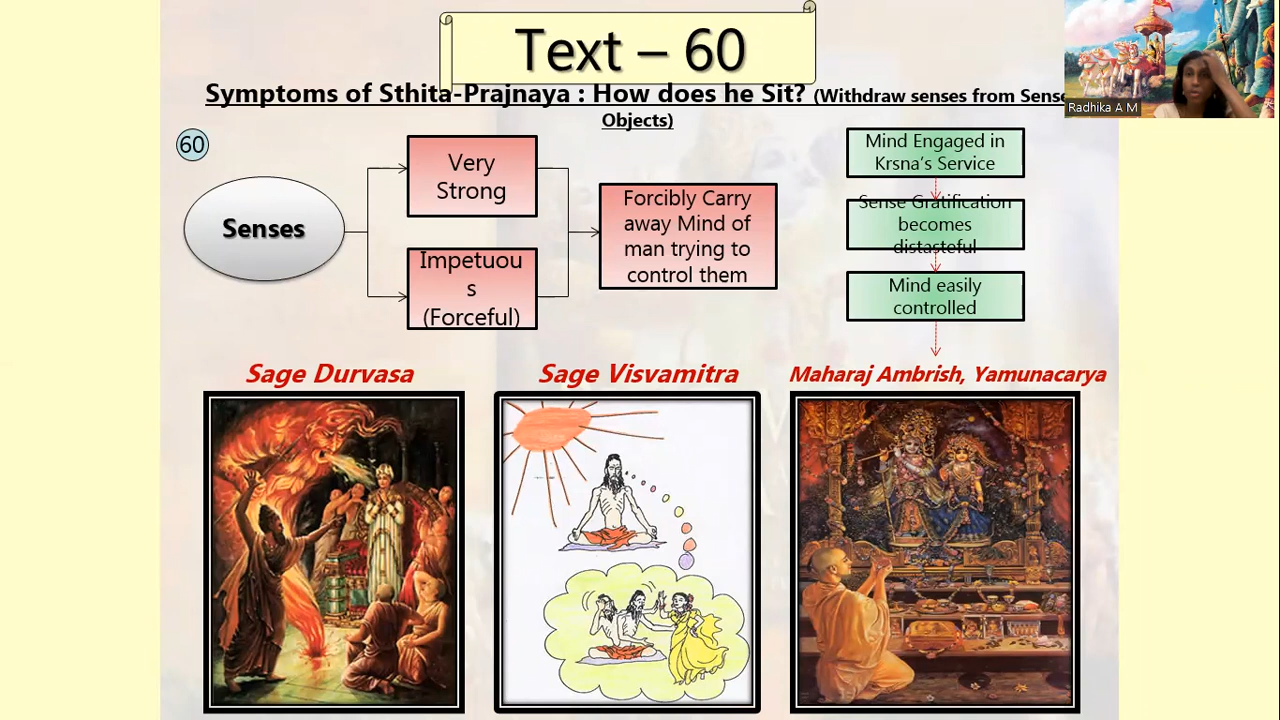 Text – 60
Symptoms of Sthita-Prajnaya : How does he Sit? (Withdraw senses from Sense
Objects)
Radhika A M
60
Senses
Very
Strong
Impetuou
s
(Forceful)
Forcibly Carry
away Mind of
man trying to
control them
Mind Engaged in
Krsna's Service
Sense Gratification
becomes
distasteful
Mind easily
controlled
Sage Durvasa
Sage Visvamitra
Maharaj Ambrish, Yamunacarya